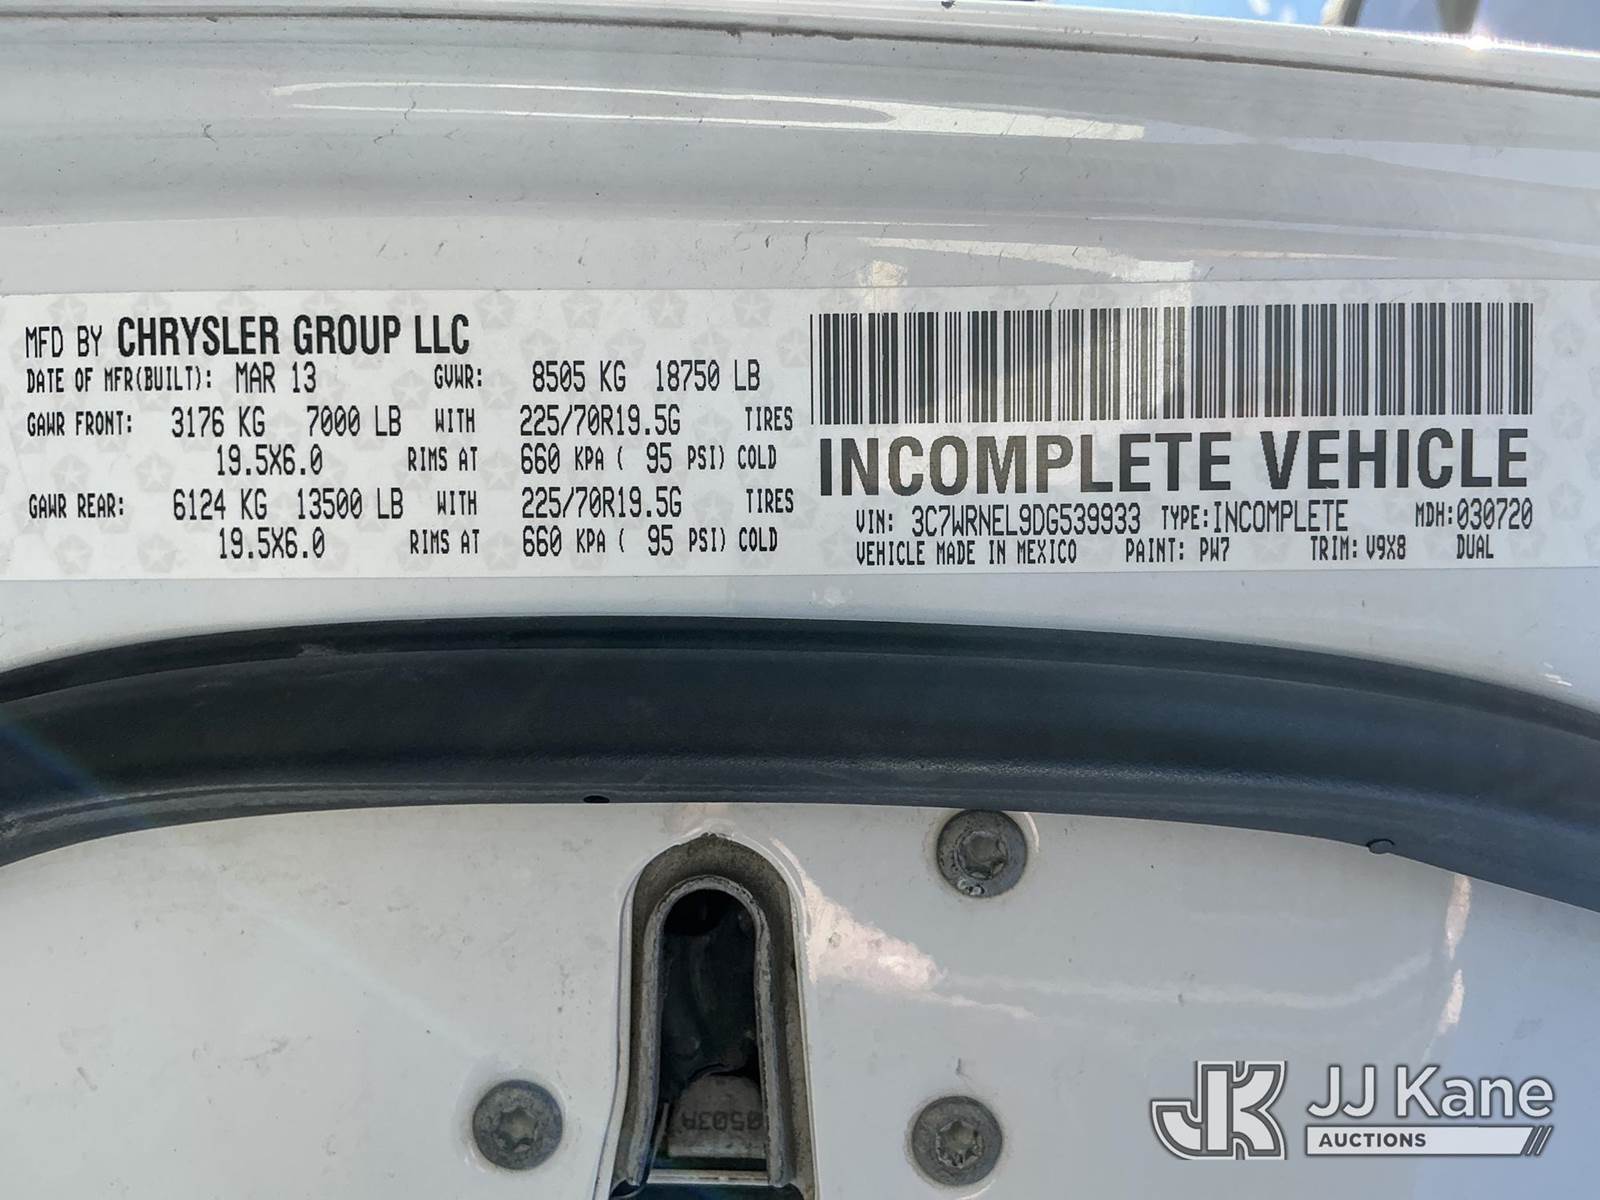 MFD BY CHRYSLER GROUP LLC
DATE OF MFR(BUILT): MAR 13 GVWR: 8505 KG 18750 LB
GAWR FRONT: 3176 KG 7000 LB WITH 225/70R19.5G TIRES
19.5X6.0 RIMS AT 660 KPA ( 95 PSI) COLD
GAWR REAR: 6124 KG 13500 LB WITH 225/70R19.5G TIRES
19.5X6.0 RIMS AT 660 KPA ( 95 PSI) COLD
INCOMPLETE VEHICLE
VIN: 3C7WRNEL9DG539933 TYPE: INCOMPLETE MDH: 030720
VEHICLE MADE IN MEXICO PAINT: PW7 TRIM: V9X8 DUAL
JK JJ Kane
AUCTIONS